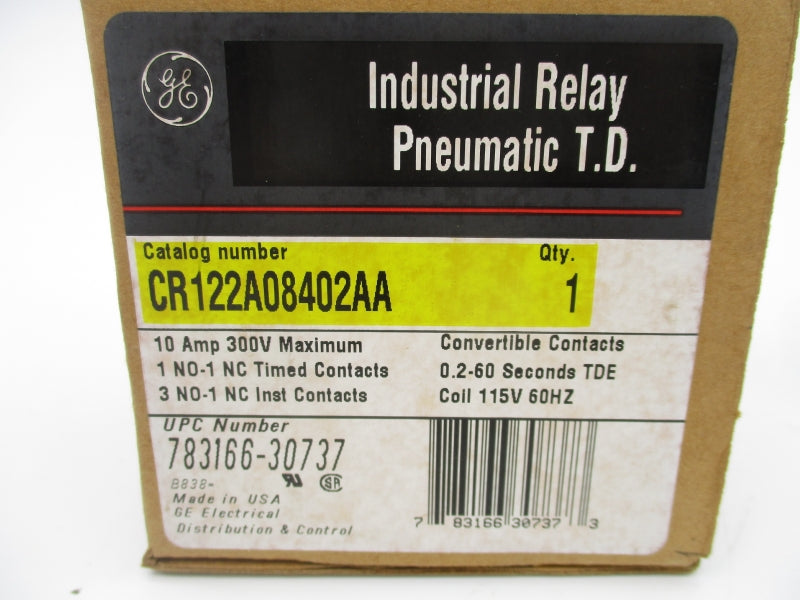 GE
Industrial Relay
Pneumatic T.D.
Catalog number Qty.
CR122A08402AA 1
10 Amp 300V Maximum Convertible Contacts
1 NO-1 NC Timed Contacts 0.2-60 Seconds TDE
3 NO-1 NC Inst Contacts Coil 115V 60HZ
UPC Number
783166-30737
B838-
Made in USA
GE Electrical
Distribution & Control
7 83166 30737 3